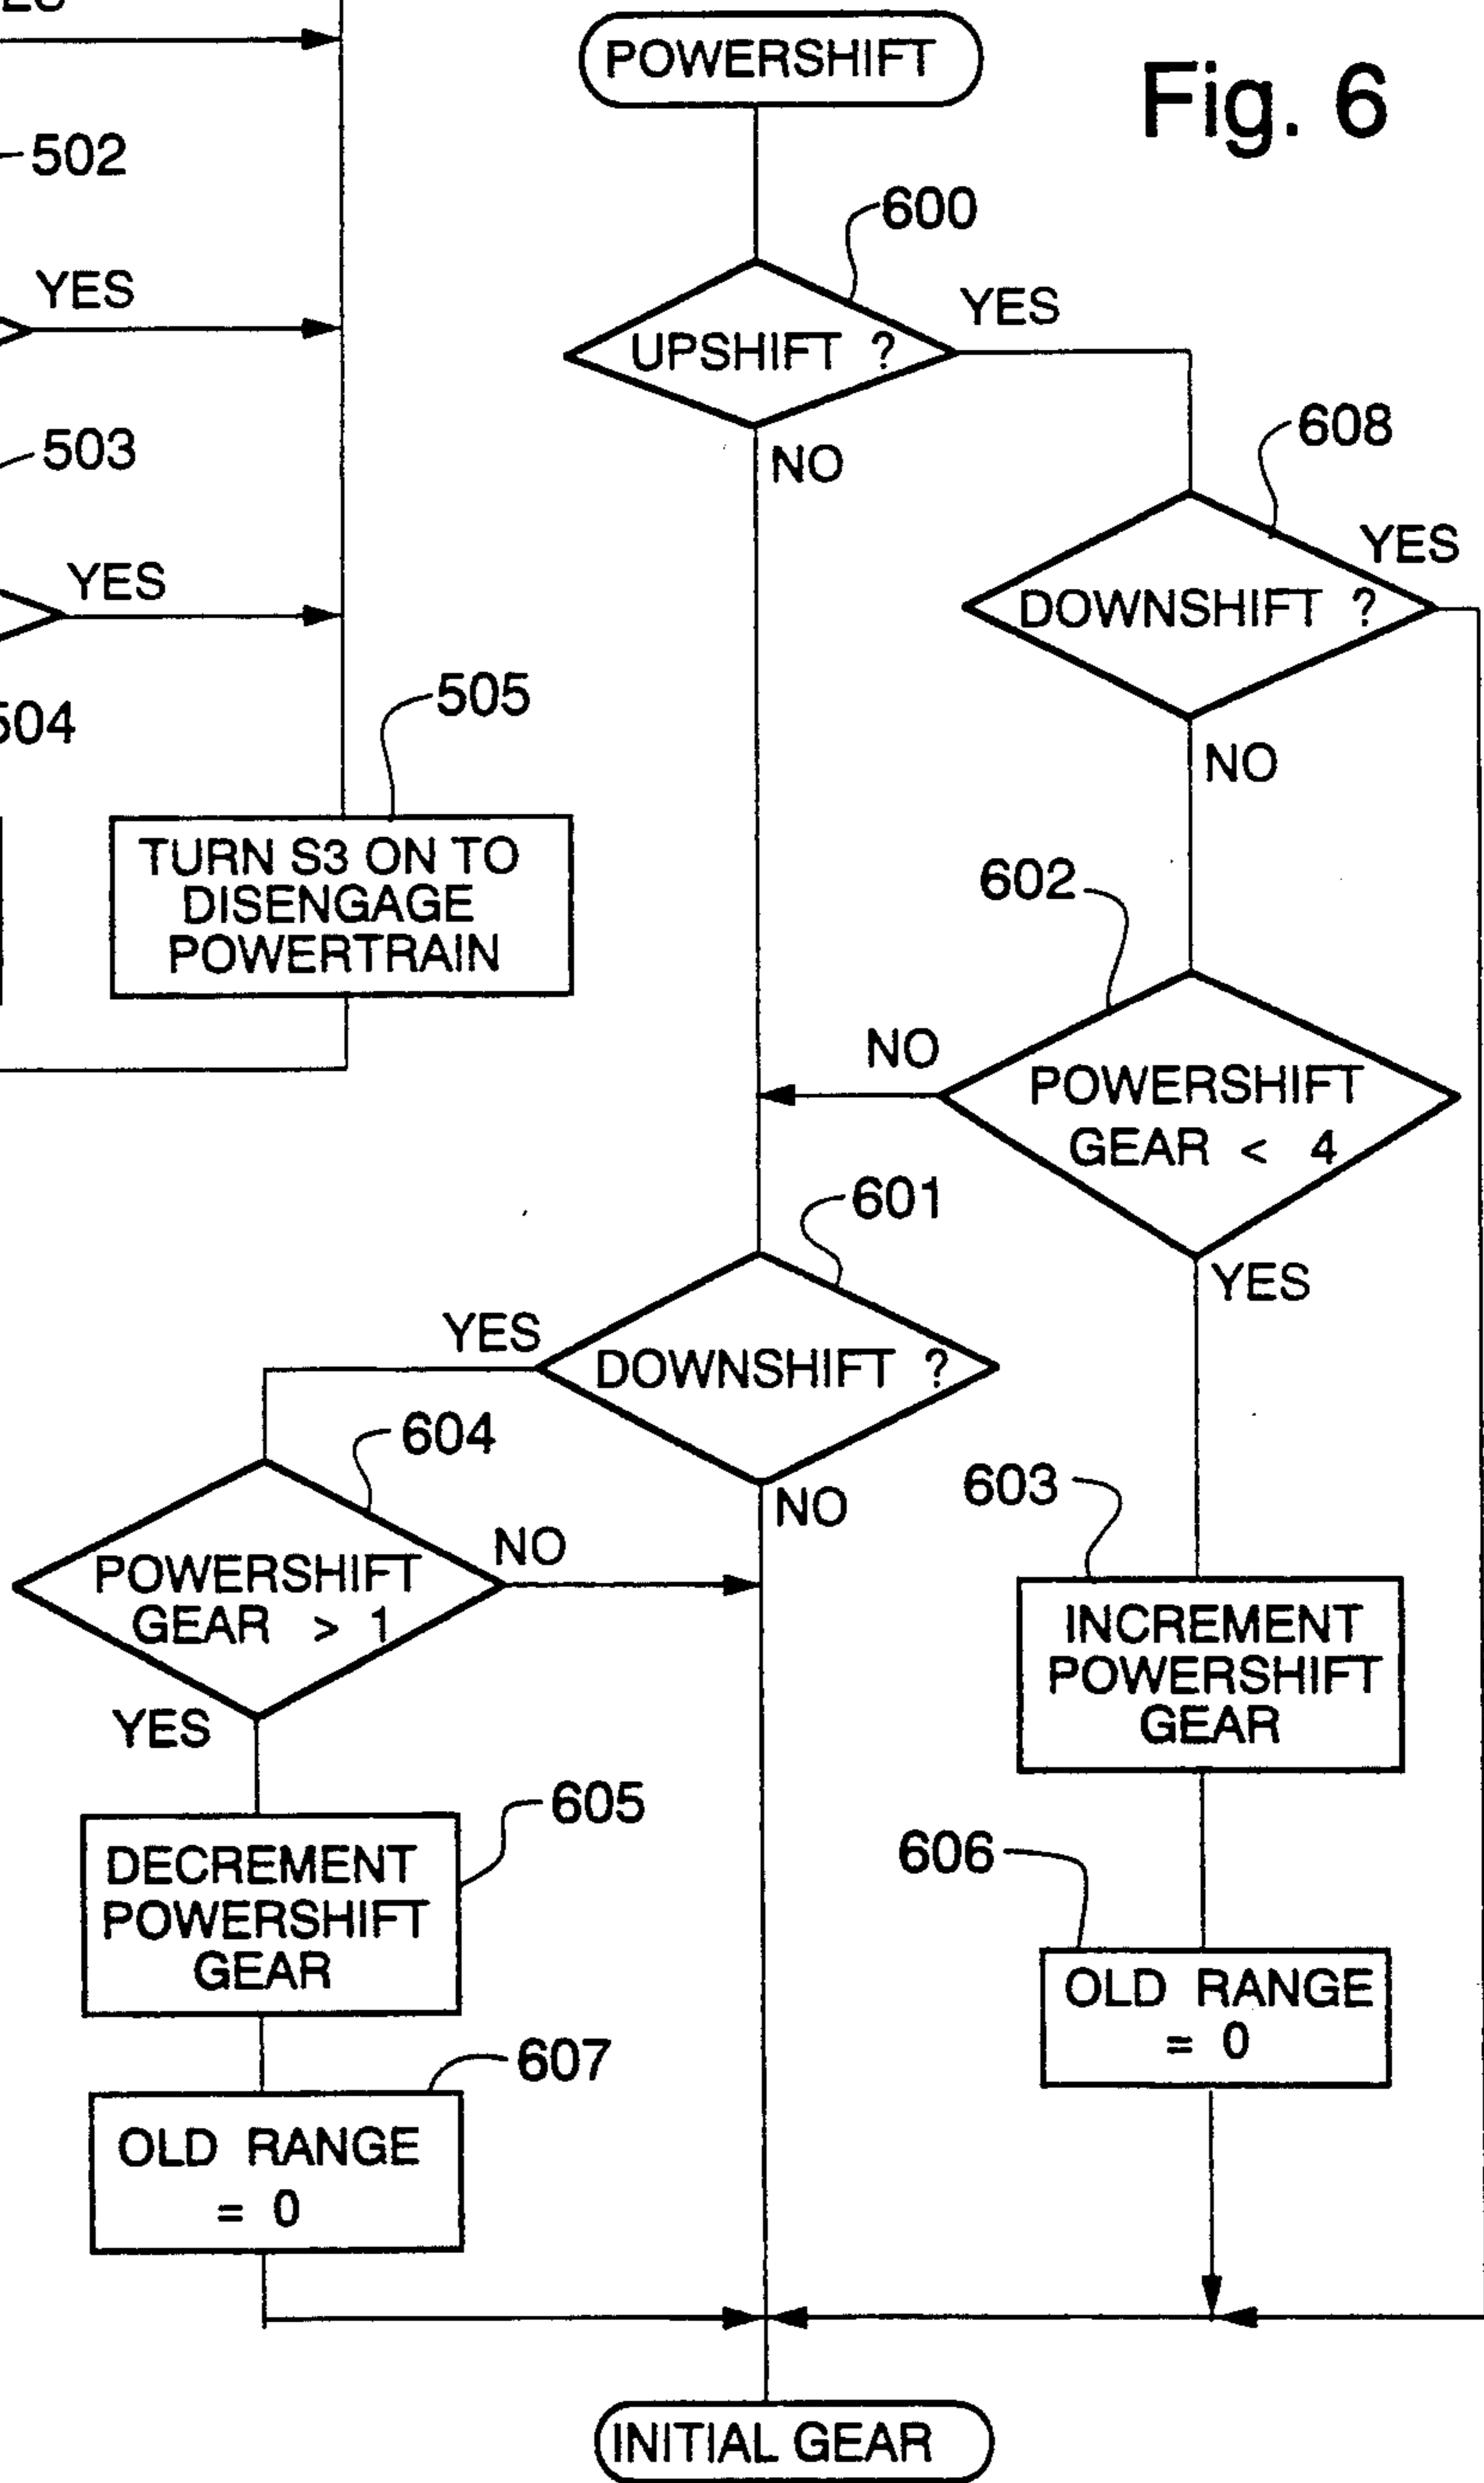 POWERSHIFT
Fig. 6
502
600
YES
YES
UPSHIFT ?
608
503
NO
YES
YES
DOWNSHIFT ?
505
504
NO
TURN S3 ON TO
DISENGAGE
POWERTRAIN
602
NO
POWERSHIFT
GEAR < 4
601
YES
YES
DOWNSHIFT ?
604
603
NO
NO
POWERSHIFT
GEAR > 1
INCREMENT
POWERSHIFT
GEAR
YES
605
606
DECREMENT
POWERSHIFT
GEAR
OLD RANGE
= 0
607
OLD RANGE
= 0
INITIAL GEAR